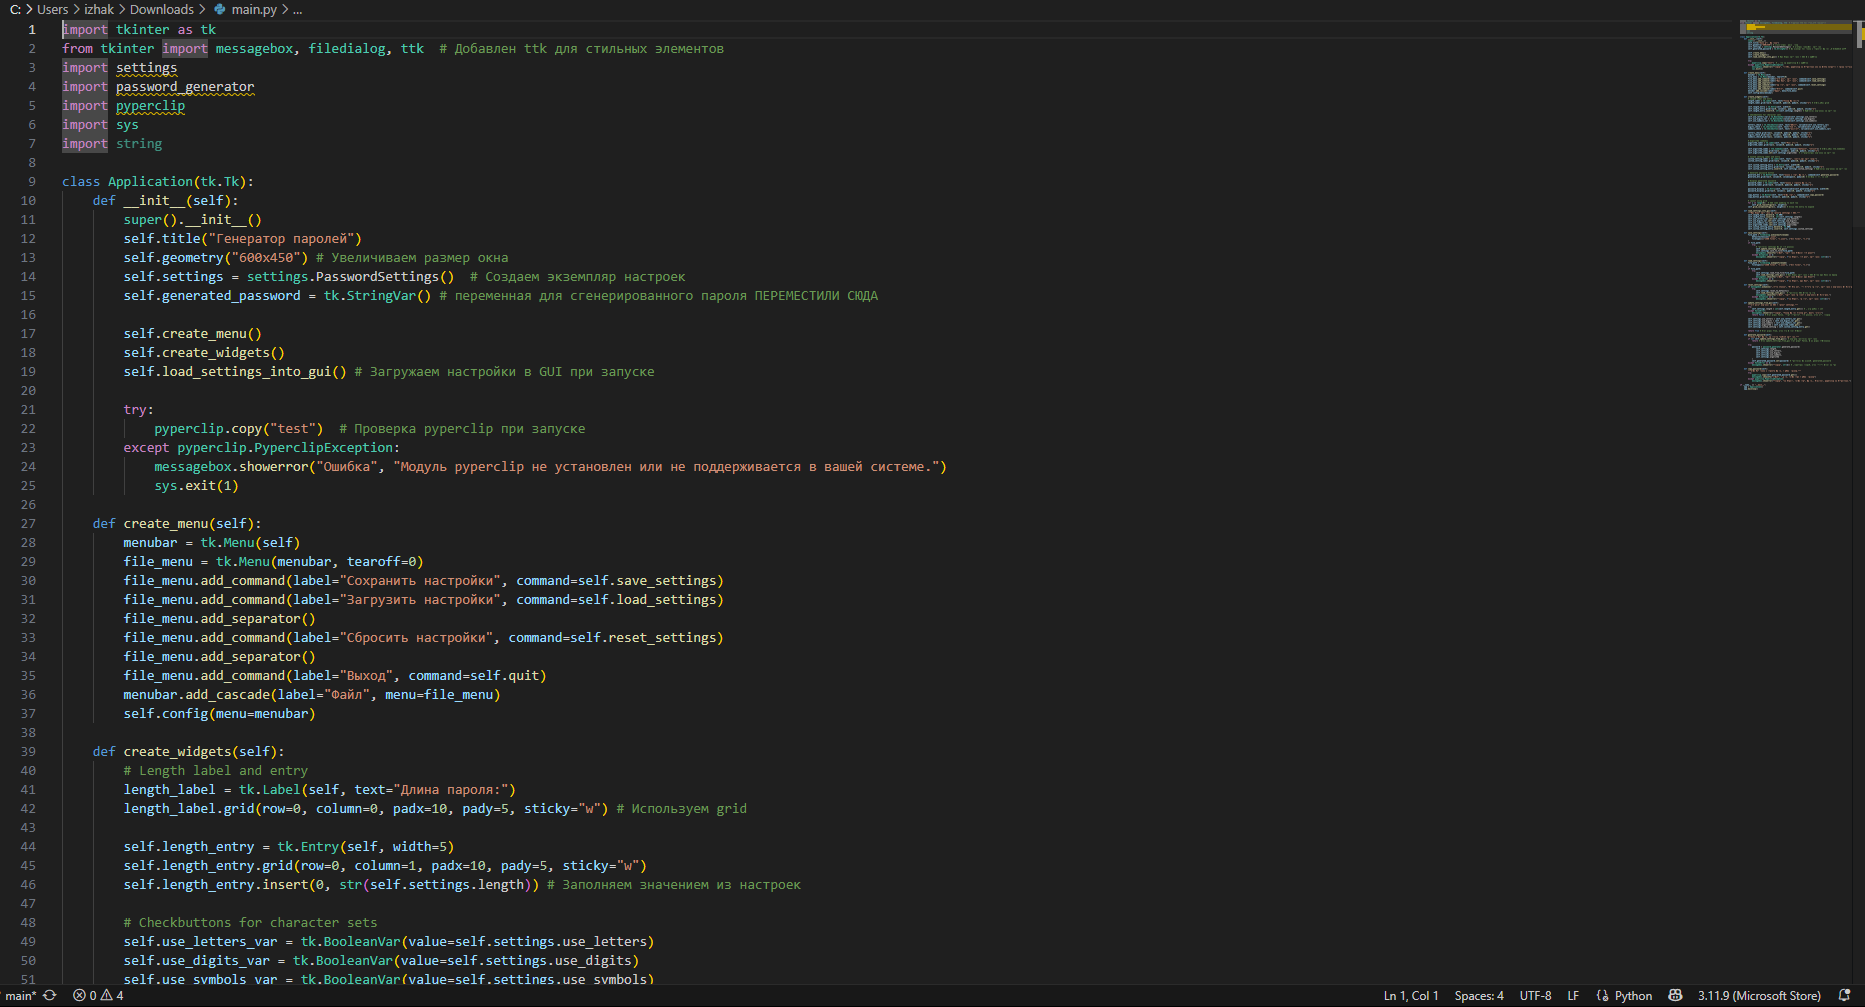 C: > Users > izhak > Downloads > main.py > ...
1 import tkinter as tk
2 from tkinter import messagebox, filedialog, ttk  # Добавлен ttk для стильных элементов
3 import settings
4 import password_generator
5 import pyperclip
6 import sys
7 import string
8
9 class Application(tk.Tk):
10     def __init__(self):
11         super().__init__()
12         self.title("Генератор паролей")
13         self.geometry("600x450") # Увеличиваем размер окна
14         self.settings = settings.PasswordSettings()  # Создаем экземпляр настроек
15         self.generated_password = tk.StringVar() # переменная для сгенерированного пароля ПЕРЕМЕСТИЛИ СЮДА
16
17         self.create_menu()
18         self.create_widgets()
19         self.load_settings_into_gui() # Загружаем настройки в GUI при запуске
20
21         try:
22             pyperclip.copy("test")  # Проверка pyperclip при запуске
23         except pyperclip.PyperclipException:
24             messagebox.showerror("Ошибка", "Модуль pyperclip не установлен или не поддерживается в вашей системе.")
25             sys.exit(1)
26
27     def create_menu(self):
28         menubar = tk.Menu(self)
29         file_menu = tk.Menu(menubar, tearoff=0)
30         file_menu.add_command(label="Сохранить настройки", command=self.save_settings)
31         file_menu.add_command(label="Загрузить настройки", command=self.load_settings)
32         file_menu.add_separator()
33         file_menu.add_command(label="Сбросить настройки", command=self.reset_settings)
34         file_menu.add_separator()
35         file_menu.add_command(label="Выход", command=self.quit)
36         menubar.add_cascade(label="Файл", menu=file_menu)
37         self.config(menu=menubar)
38
39     def create_widgets(self):
40         # Length label and entry
41         length_label = tk.Label(self, text="Длина пароля:")
42         length_label.grid(row=0, column=0, padx=10, pady=5, sticky="w") # Используем grid
43
44         self.length_entry = tk.Entry(self, width=5)
45         self.length_entry.grid(row=0, column=1, padx=10, pady=5, sticky="w")
46         self.length_entry.insert(0, str(self.settings.length)) # Заполняем значением из настроек
47
48         # Checkbuttons for character sets
49         self.use_letters_var = tk.BooleanVar(value=self.settings.use_letters)
50         self.use_digits_var = tk.BooleanVar(value=self.settings.use_digits)
51         self.use_symbols_var = tk.BooleanVar(value=self.settings.use_symbols)
main* 0 4 Ln 1, Col 1 Spaces: 4 UTF-8 LF {} Python 3.11.9 (Microsoft Store)